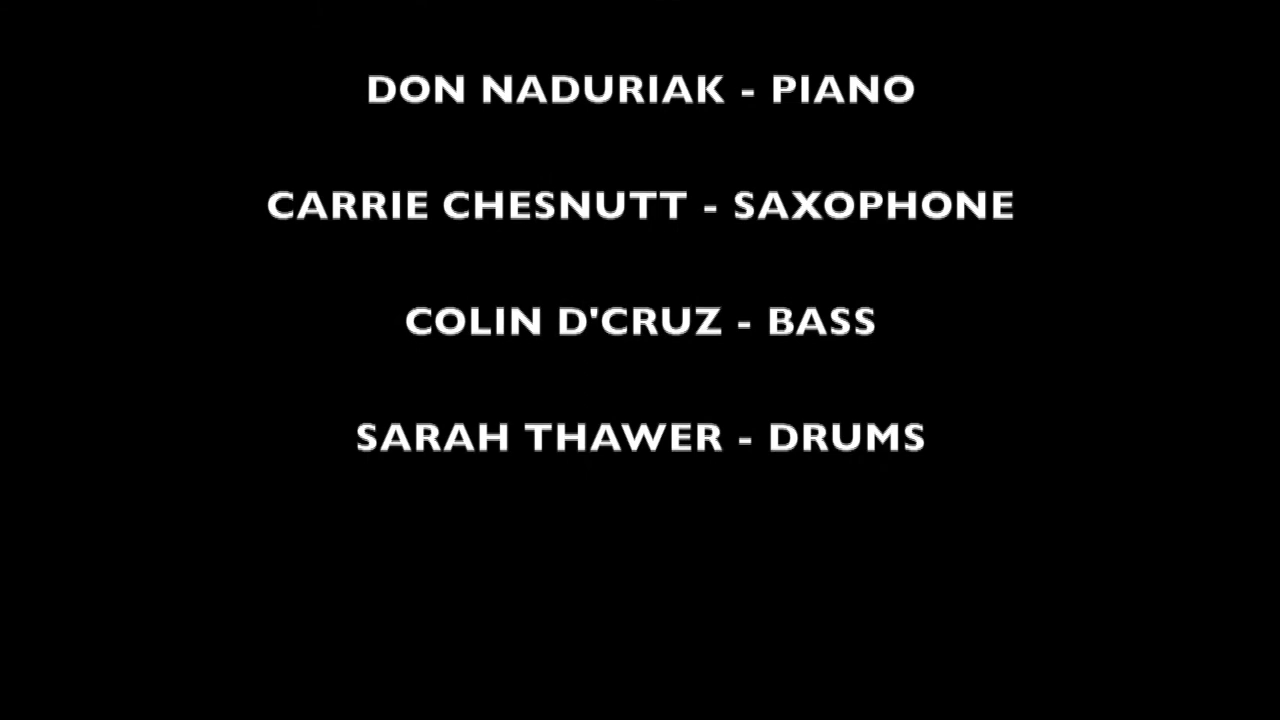 DON NADURIAK - PIANO
CARRIE CHESNUTT - SAXOPHONE
COLIN D'CRUZ - BASS
SARAH THAWER - DRUMS